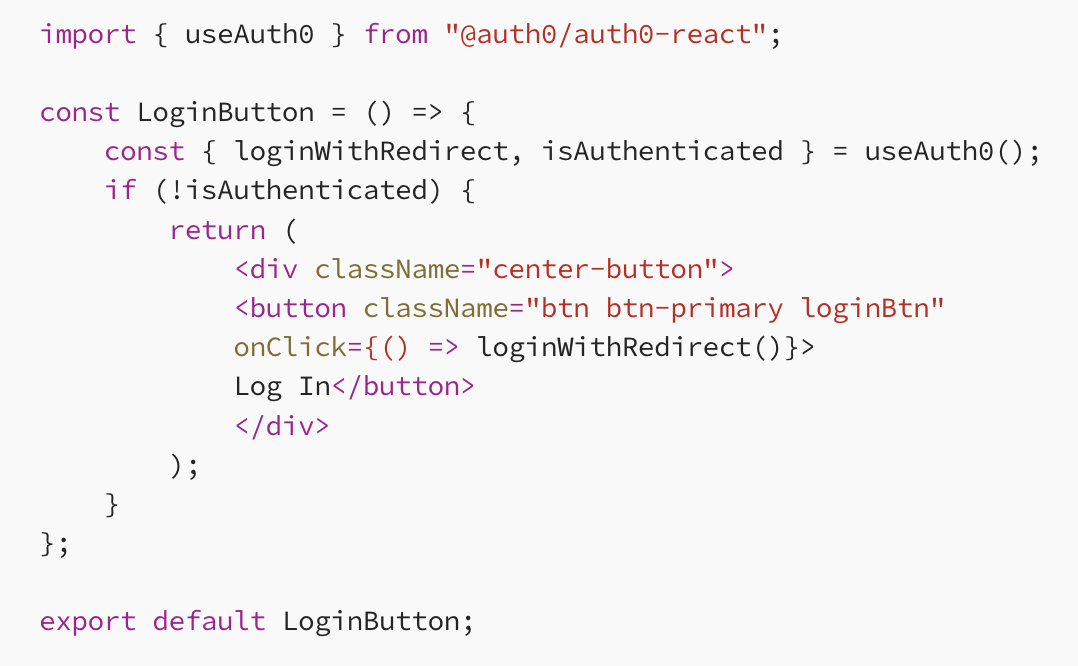 import { useAuth0 } from "@auth0/auth0-react";

const LoginButton = () => {
    const { loginWithRedirect, isAuthenticated } = useAuth0();
    if (!isAuthenticated) {
        return (
            <div className="center-button">
            <button className="btn btn-primary loginBtn"
            onClick={() => loginWithRedirect()}>
            Log In</button>
            </div>
        );
    }
};

export default LoginButton;